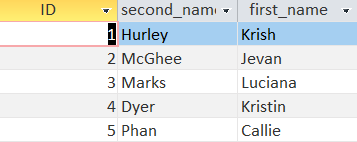 ID second_name first_name
1 Hurley Krish
2 McGhee Jevan
3 Marks Luciana
4 Dyer Kristin
5 Phan Callie